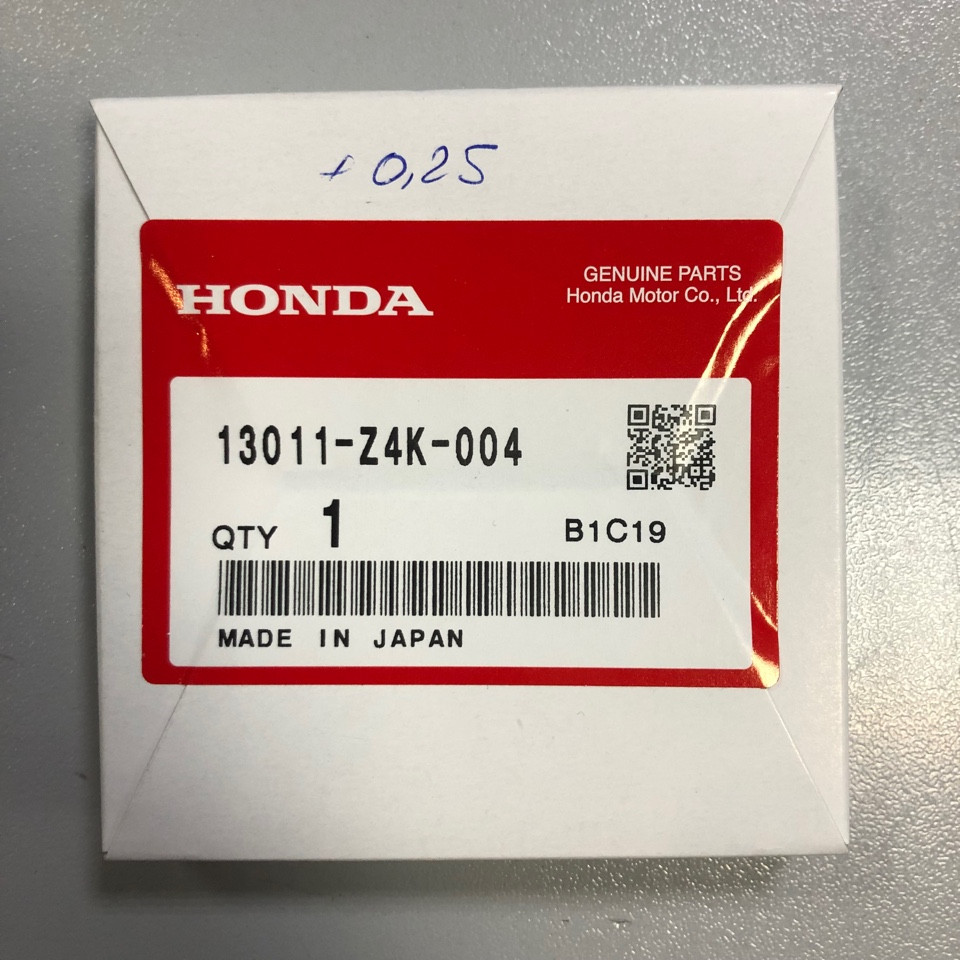 + 0,25
HONDA
GENUINE PARTS
Honda Motor Co., Ltd.
13011-Z4K-004
QTY 1 B1C19
MADE IN JAPAN